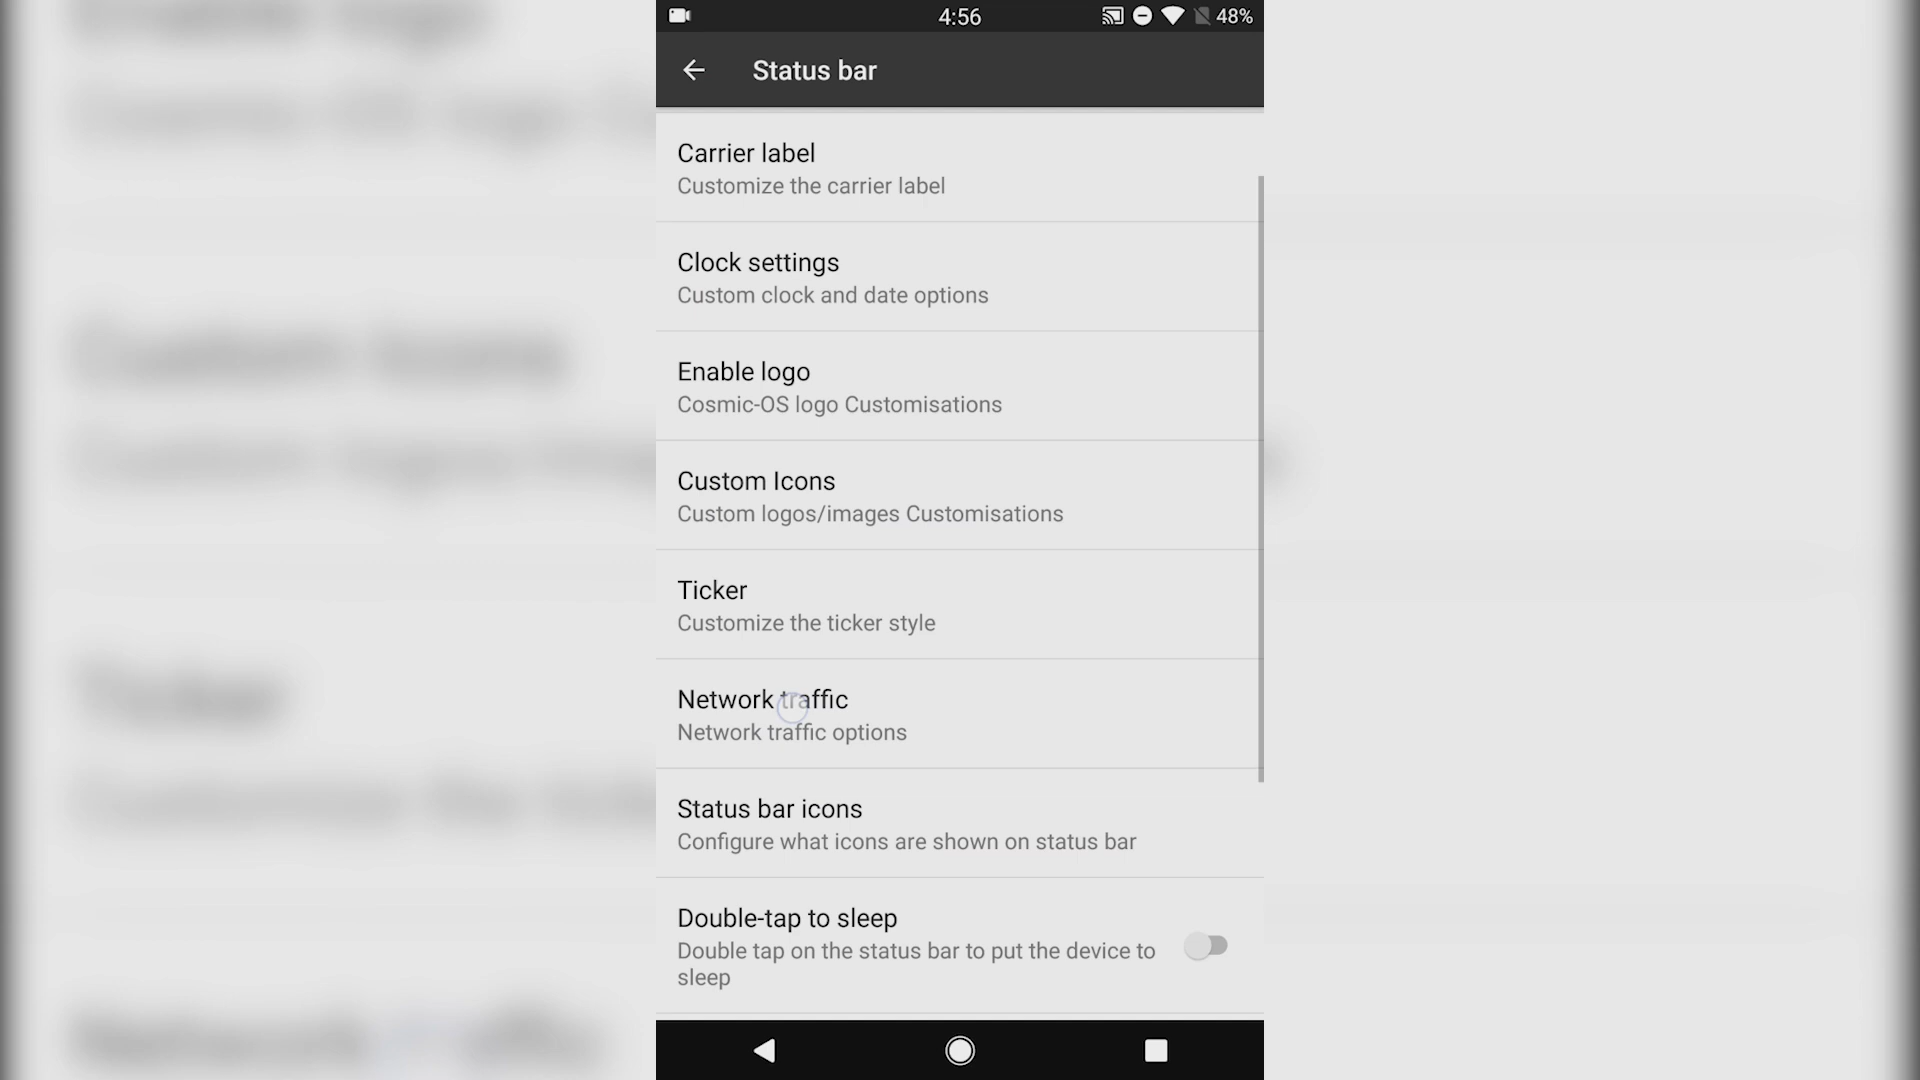 4:56
48%
Status bar
Carrier label
Customize the carrier label
Clock settings
Custom clock and date options
Enable logo
Cosmic-OS logo Customisations
Custom Icons
Custom logos/images Customisations
Ticker
Customize the ticker style
Network traffic
Network traffic options
Status bar icons
Configure what icons are shown on status bar
Double-tap to sleep
Double tap on the status bar to put the device to
sleep